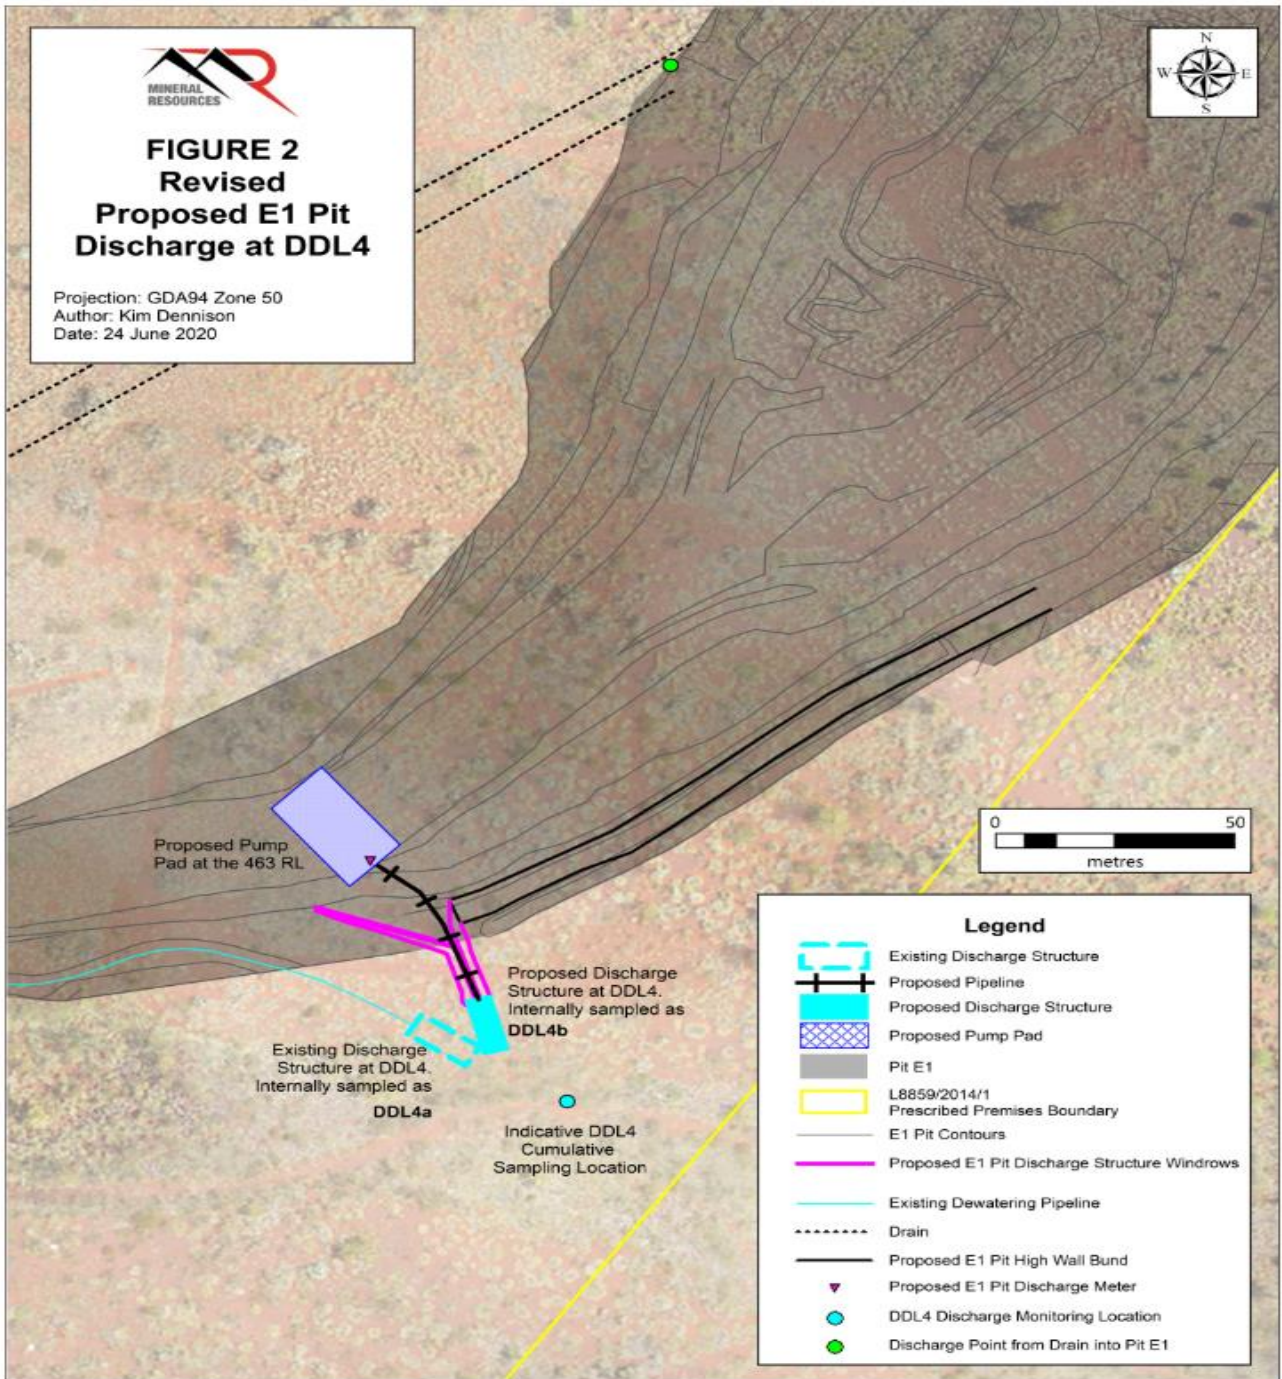 MINERAL
RESOURCES
FIGURE 2
Revised
Proposed E1 Pit
Discharge at DDL4
Projection: GDA94 Zone 50
Author: Kim Dennison
Date: 24 June 2020
N
W E
S
Proposed Pump
Pad at the 463 RL
0 50
metres
Proposed Discharge
Structure at DDL4.
Internally sampled as
DDL4b
Existing Discharge
Structure at DDL4.
Internally sampled as
DDL4a
Indicative DDL4
Cumulative
Sampling Location
Legend
Existing Discharge Structure
Proposed Pipeline
Proposed Discharge Structure
Proposed Pump Pad
Pit E1
L8859/2014/1
Prescribed Premises Boundary
E1 Pit Contours
Proposed E1 Pit Discharge Structure Windrows
Existing Dewatering Pipeline
Drain
Proposed E1 Pit High Wall Bund
Proposed E1 Pit Discharge Meter
DDL4 Discharge Monitoring Location
Discharge Point from Drain into Pit E1